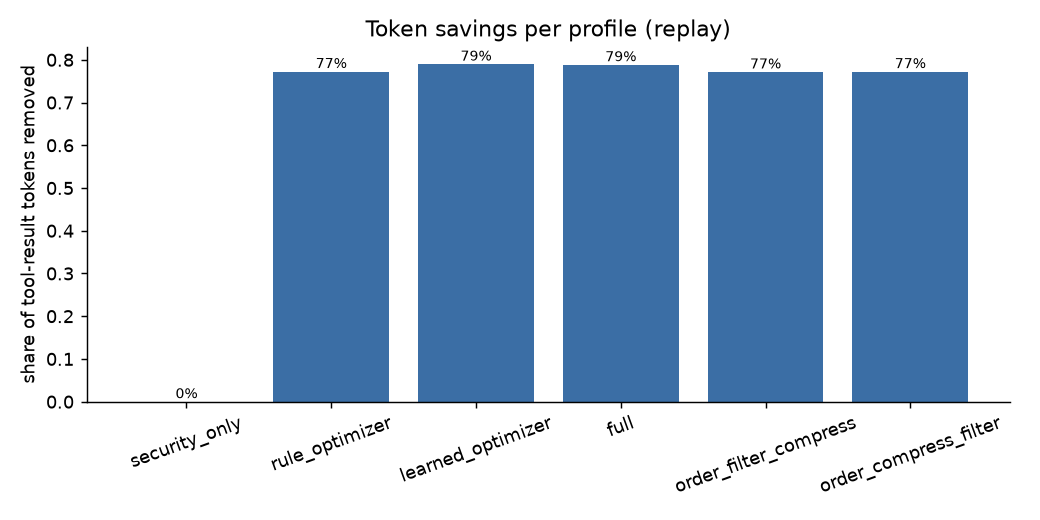 Token savings per profile (replay)
share of tool-result tokens removed
0.8
0.7
0.6
0.5
0.4
0.3
0.2
0.1
0.0
0%
77%
79%
79%
77%
77%
security_only
rule_optimizer
learned_optimizer
full
order_filter_compress
order_compress_filter